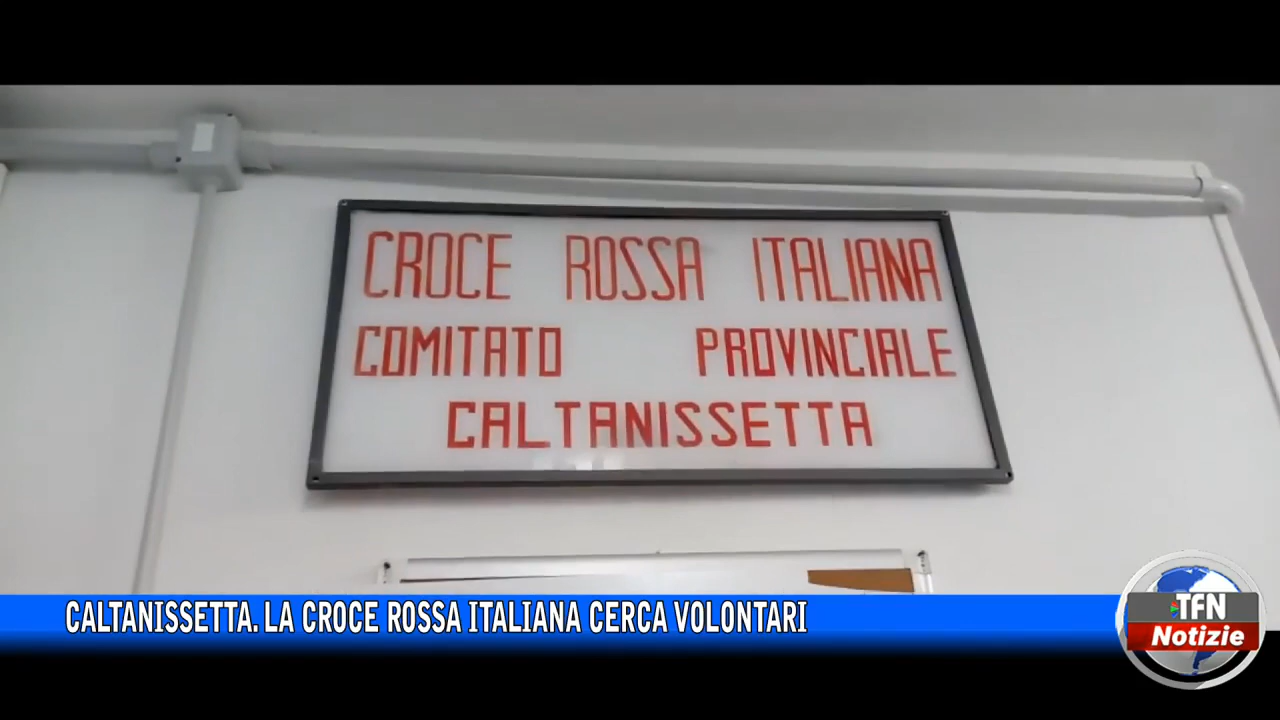 CROCE ROSSA ITALIANA
COMITATO PROVINCIALE
CALTANISSETTA
CALTANISSETTA. LA CROCE ROSSA ITALIANA CERCA VOLONTARI
TFN
Notizie